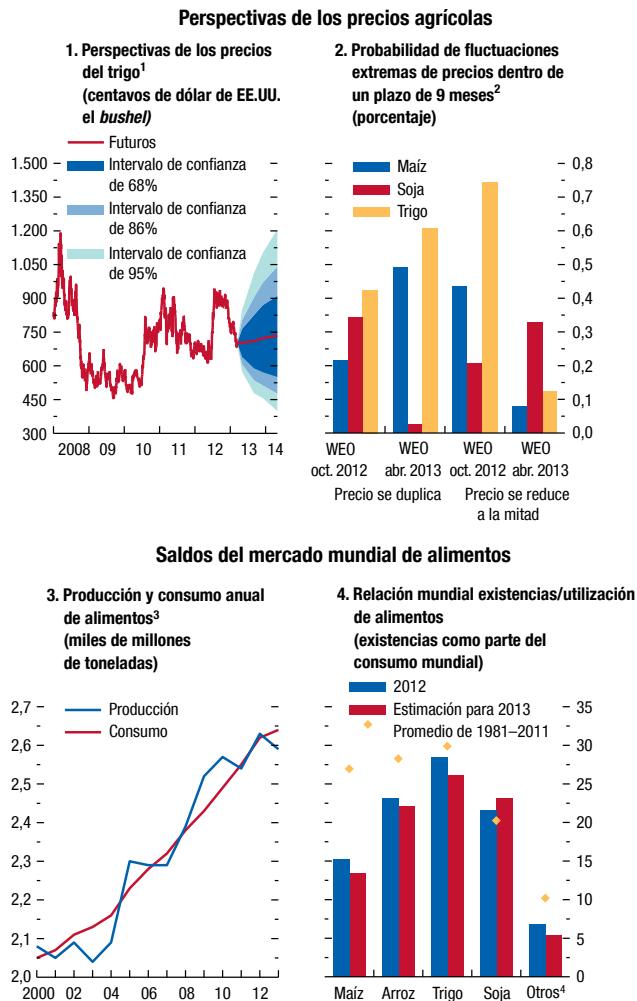 Perspectivas de los precios agrícolas
1. Perspectivas de los precios
del trigo¹
(centavos de dólar de EE.UU.
el bushel)
Futuros
Intervalo de confianza
de 68%
Intervalo de confianza
de 86%
Intervalo de confianza
de 95%
1.500
1.350
1.200
1.050
900
750
600
450
300
2008 09 10 11 12 13 14
2. Probabilidad de fluctuaciones
extremas de precios dentro de
un plazo de 9 meses²
(porcentaje)
Maíz
Soja
Trigo
0,8
0,7
0,6
0,5
0,4
0,3
0,2
0,1
0,0
WEO WEO WEO WEO
oct. 2012 abr. 2013 oct. 2012 abr. 2013
Precio se duplica Precio se reduce
a la mitad
Saldos del mercado mundial de alimentos
3. Producción y consumo anual
de alimentos³
(miles de millones
de toneladas)
Producción
Consumo
2,7
2,6
2,5
2,3
2,2
2,1
2,0
2000 02 04 06 08 10 12
4. Relación mundial existencias/utilización
de alimentos
(existencias como parte del
consumo mundial)
2012
Estimación para 2013
Promedio de 1981–2011
35
30
25
20
15
10
5
0
Maíz Arroz Trigo Soja Otros⁴